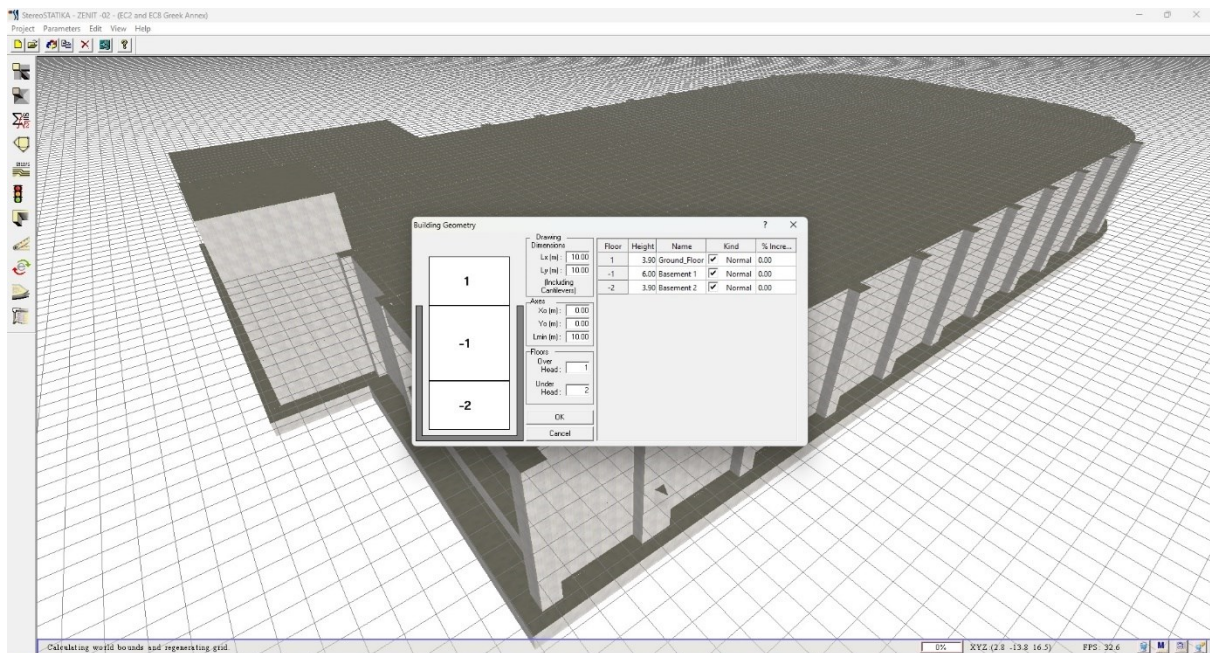 StereoSTATIKA - ZENIT -02 - (EC2 and EC8 Greek Annex)
Project Parameters Edit View Help
Building Geometry ? X
1
-1
-2
Drawing
Dimensions
Lx (m) : 10.00
Ly (m) : 10.00
(Including
Cantilevers)
Axes
Xo (m) : 0.00
Yo (m) : 0.00
Lmin (m) : 10.00
Floors
Over
Head : 1
Under
Head : 2
OK
Cancel
Floor Height Name Kind % Incre...
1 3.90 Ground_Floor Normal 0.00
-1 6.00 Basement 1 Normal 0.00
-2 3.90 Basement 2 Normal 0.00
Calculating world bounds and regenerating grid. 0% XYZ:(2.8 -13.8 16.5) FPS: 32.6 M